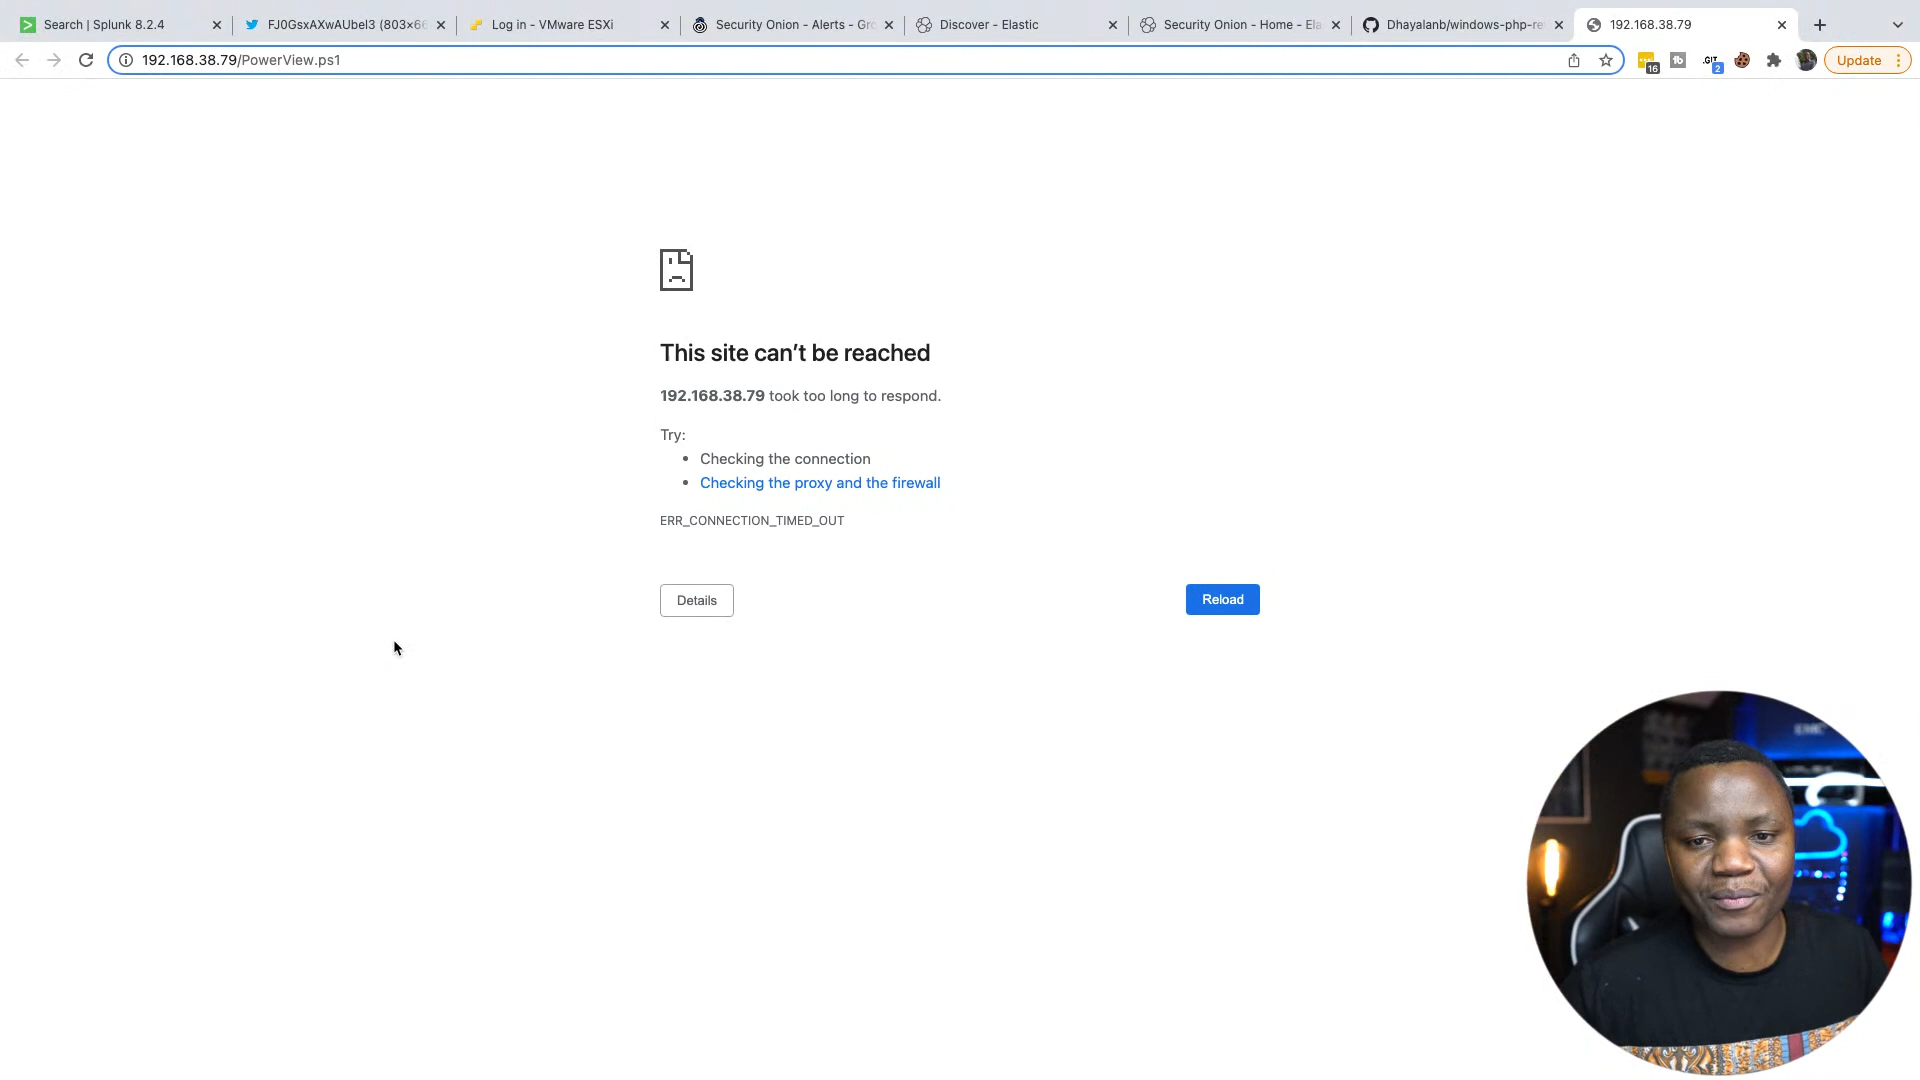 Search | Splunk 8.2.4
FJ0GsxAXwAUbel3 (803×66
Log in - VMware ESXi
Security Onion - Alerts - Gro
Discover - Elastic
Security Onion - Home - Ela
Dhayalanb/windows-php-re
192.168.38.79
192.168.38.79/PowerView.ps1
16
2
Update
This site can't be reached
192.168.38.79 took too long to respond.
Try:
• Checking the connection
• Checking the proxy and the firewall
ERR_CONNECTION_TIMED_OUT
Details
Reload